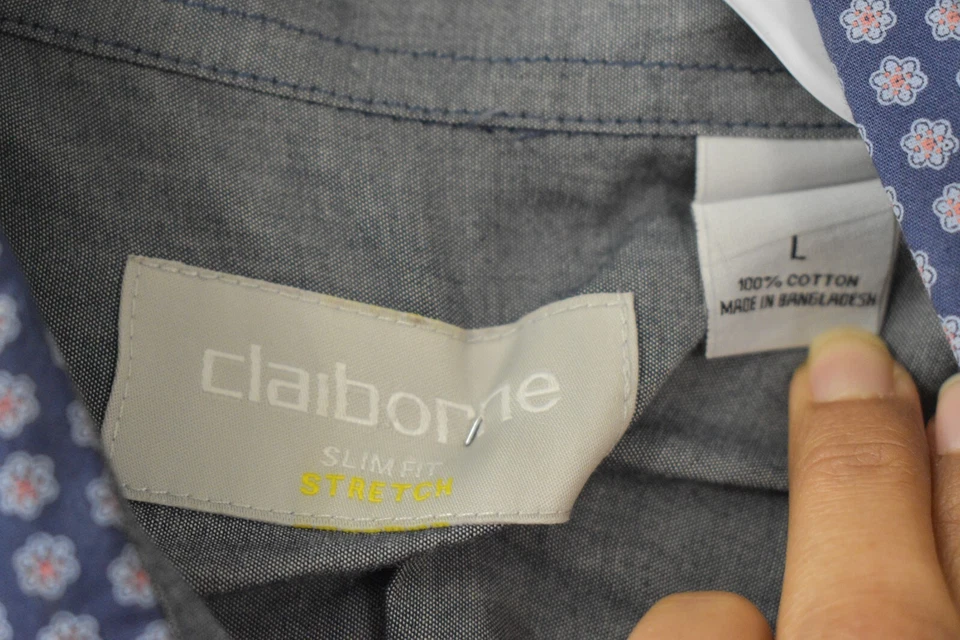 claiborne
SLIM FIT
STRETCH
L
100% COTTON
MADE IN BANGLADESH